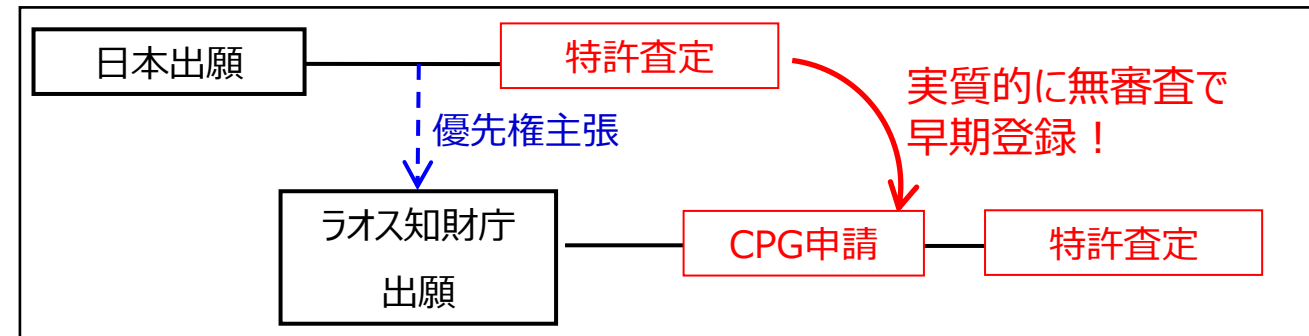 日本出願
特許査定
実質的に無審査で
早期登録！
優先権主張
ラオス知財庁
出願
CPG申請
特許査定